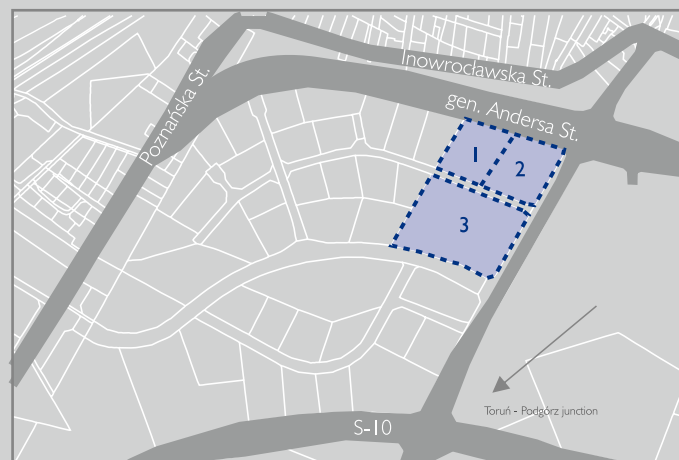 Inowrocławska St.
Poznańska St.
gen. Andersa St.
1
2
3
Toruń - Podgórz junction
S-10